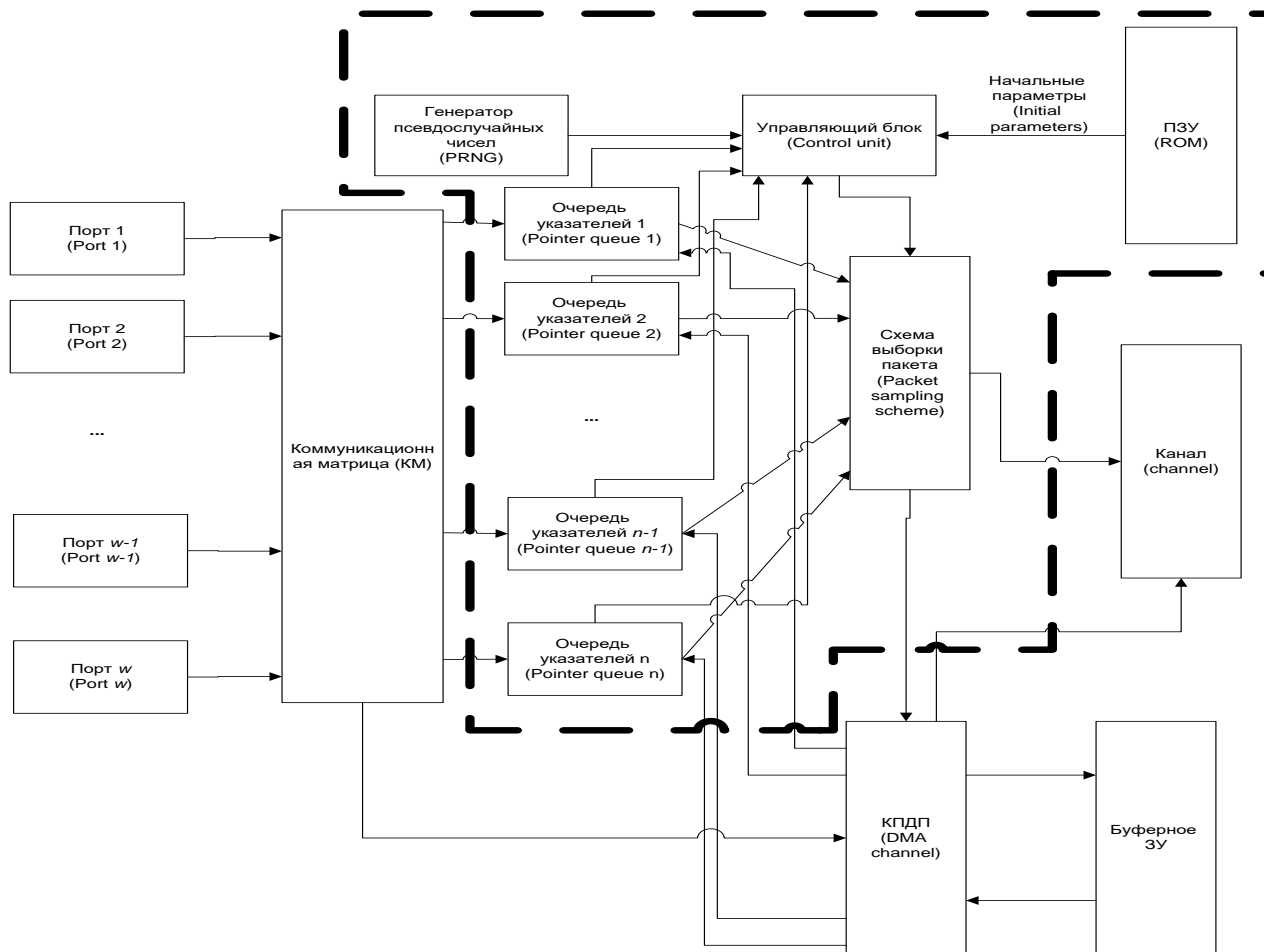 Генератор
псевдослучайных
чисел
(PRNG)
Управляющий блок
(Control unit)
Начальные
параметры
(Initial
parameters)
ПЗУ
(ROM)
Порт 1
(Port 1)
Порт 2
(Port 2)
...
Порт w-1
(Port w-1)
Порт w
(Port w)
Коммуникационн
ая матрица (КМ)
Очередь
указателей 1
(Pointer queue 1)
Очередь
указателей 2
(Pointer queue 2)
...
Очередь
указателей n-1
(Pointer queue n-1)
Очередь
указателей n
(Pointer queue n)
Схема
выборки
пакета
(Packet
sampling
scheme)
Канал
(channel)
КПДП
(DMA
channel)
Буферное
ЗУ